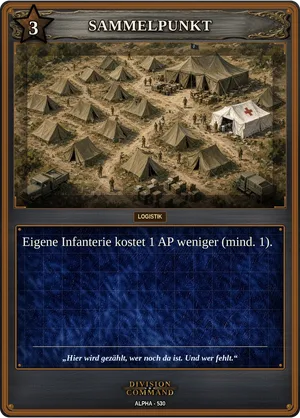 3
SAMMELPUNKT
LOGISTIK
Eigene Infanterie kostet 1 AP weniger (mind. 1).
„Hier wird gezählt, wer noch da ist. Und wer fehlt.“
DIVISION
COMMAND
ALPHA - 530